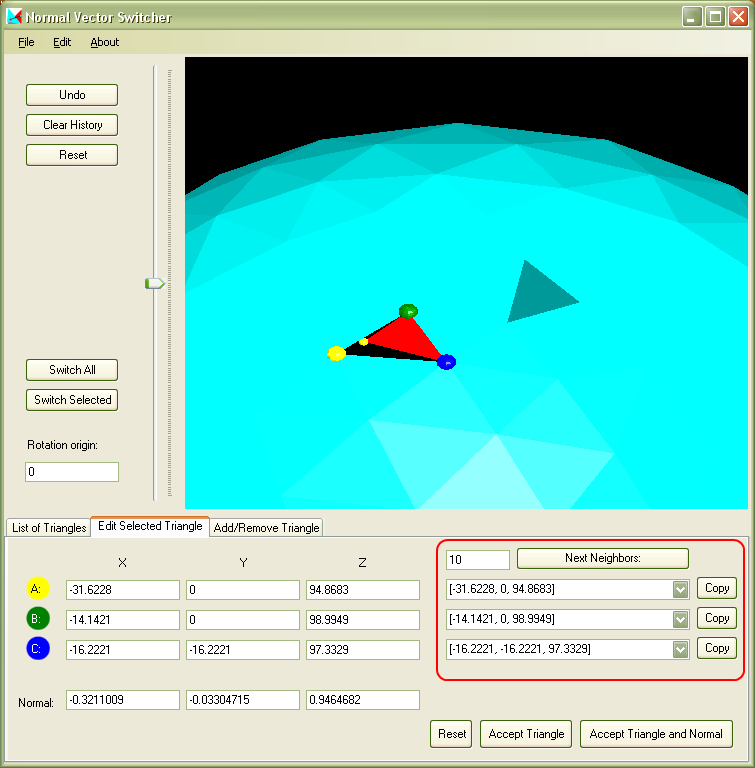 Normal Vector Switcher
File Edit About
Undo
Clear History
Reset
Switch All
Switch Selected
Rotation origin:
0
List of Triangles Edit Selected Triangle Add/Remove Triangle
X Y Z
A: -31.6228 0 94.8683
B: -14.1421 0 98.9949
C: -16.2221 -16.2221 97.3329
Normal: -0.3211009 -0.03304715 0.9464682
10 Next Neighbors:
[-31.6228, 0, 94.8683] Copy
[-14.1421, 0, 98.9949] Copy
[-16.2221, -16.2221, 97.3329] Copy
Reset Accept Triangle Accept Triangle and Normal